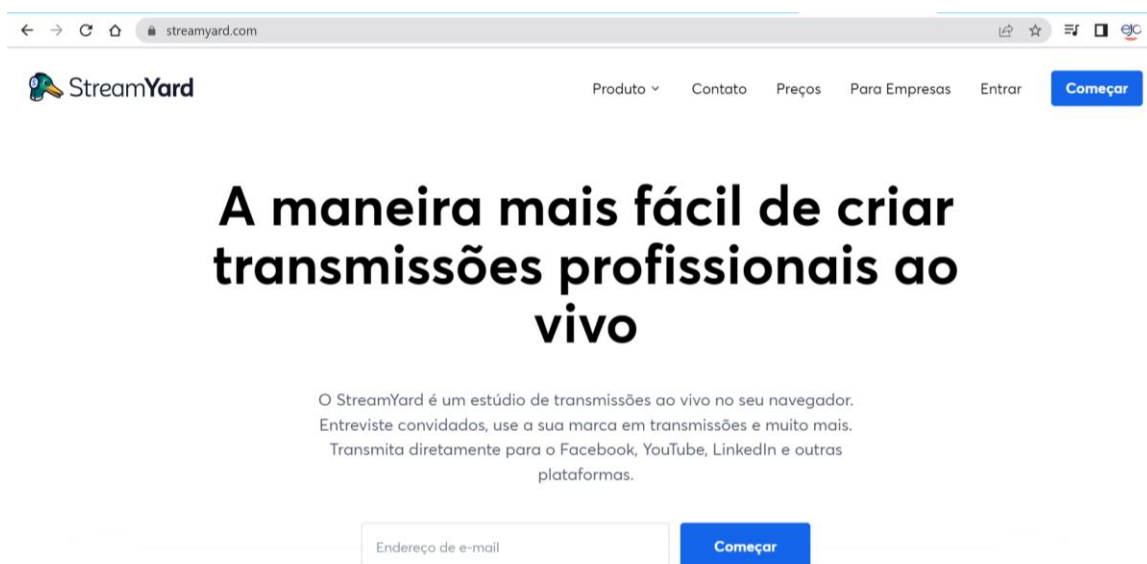 streamyard.com
StreamYard
Produto Contato Preços Para Empresas Entrar Começar
A maneira mais fácil de criar
transmissões profissionais ao
vivo
O StreamYard é um estúdio de transmissões ao vivo no seu navegador.
Entreviste convidados, use a sua marca em transmissões e muito mais.
Transmita diretamente para o Facebook, YouTube, LinkedIn e outras
plataformas.
Endereço de e-mail Começar